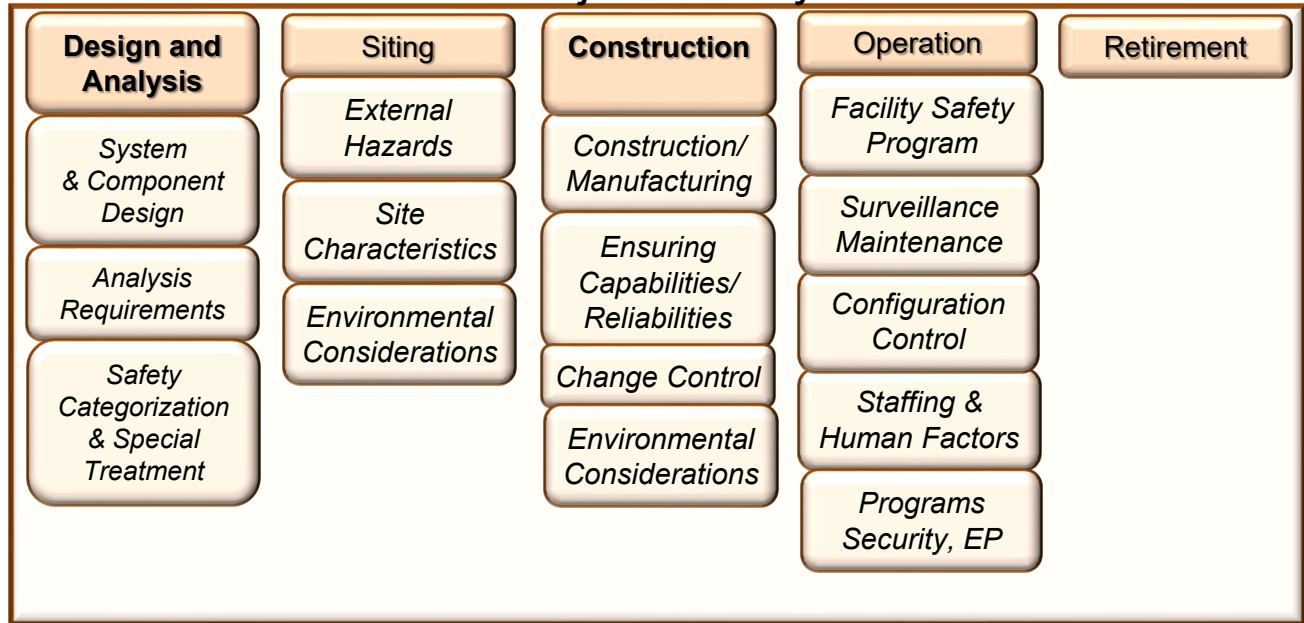 Design and
Analysis
System
& Component
Design
Analysis
Requirements
Safety
Categorization
& Special
Treatment
Siting
External
Hazards
Site
Characteristics
Environmental
Considerations
Construction
Construction/
Manufacturing
Ensuring
Capabilities/
Reliabilities
Change Control
Environmental
Considerations
Operation
Facility Safety
Program
Surveillance
Maintenance
Configuration
Control
Staffing &
Human Factors
Programs
Security, EP
Retirement